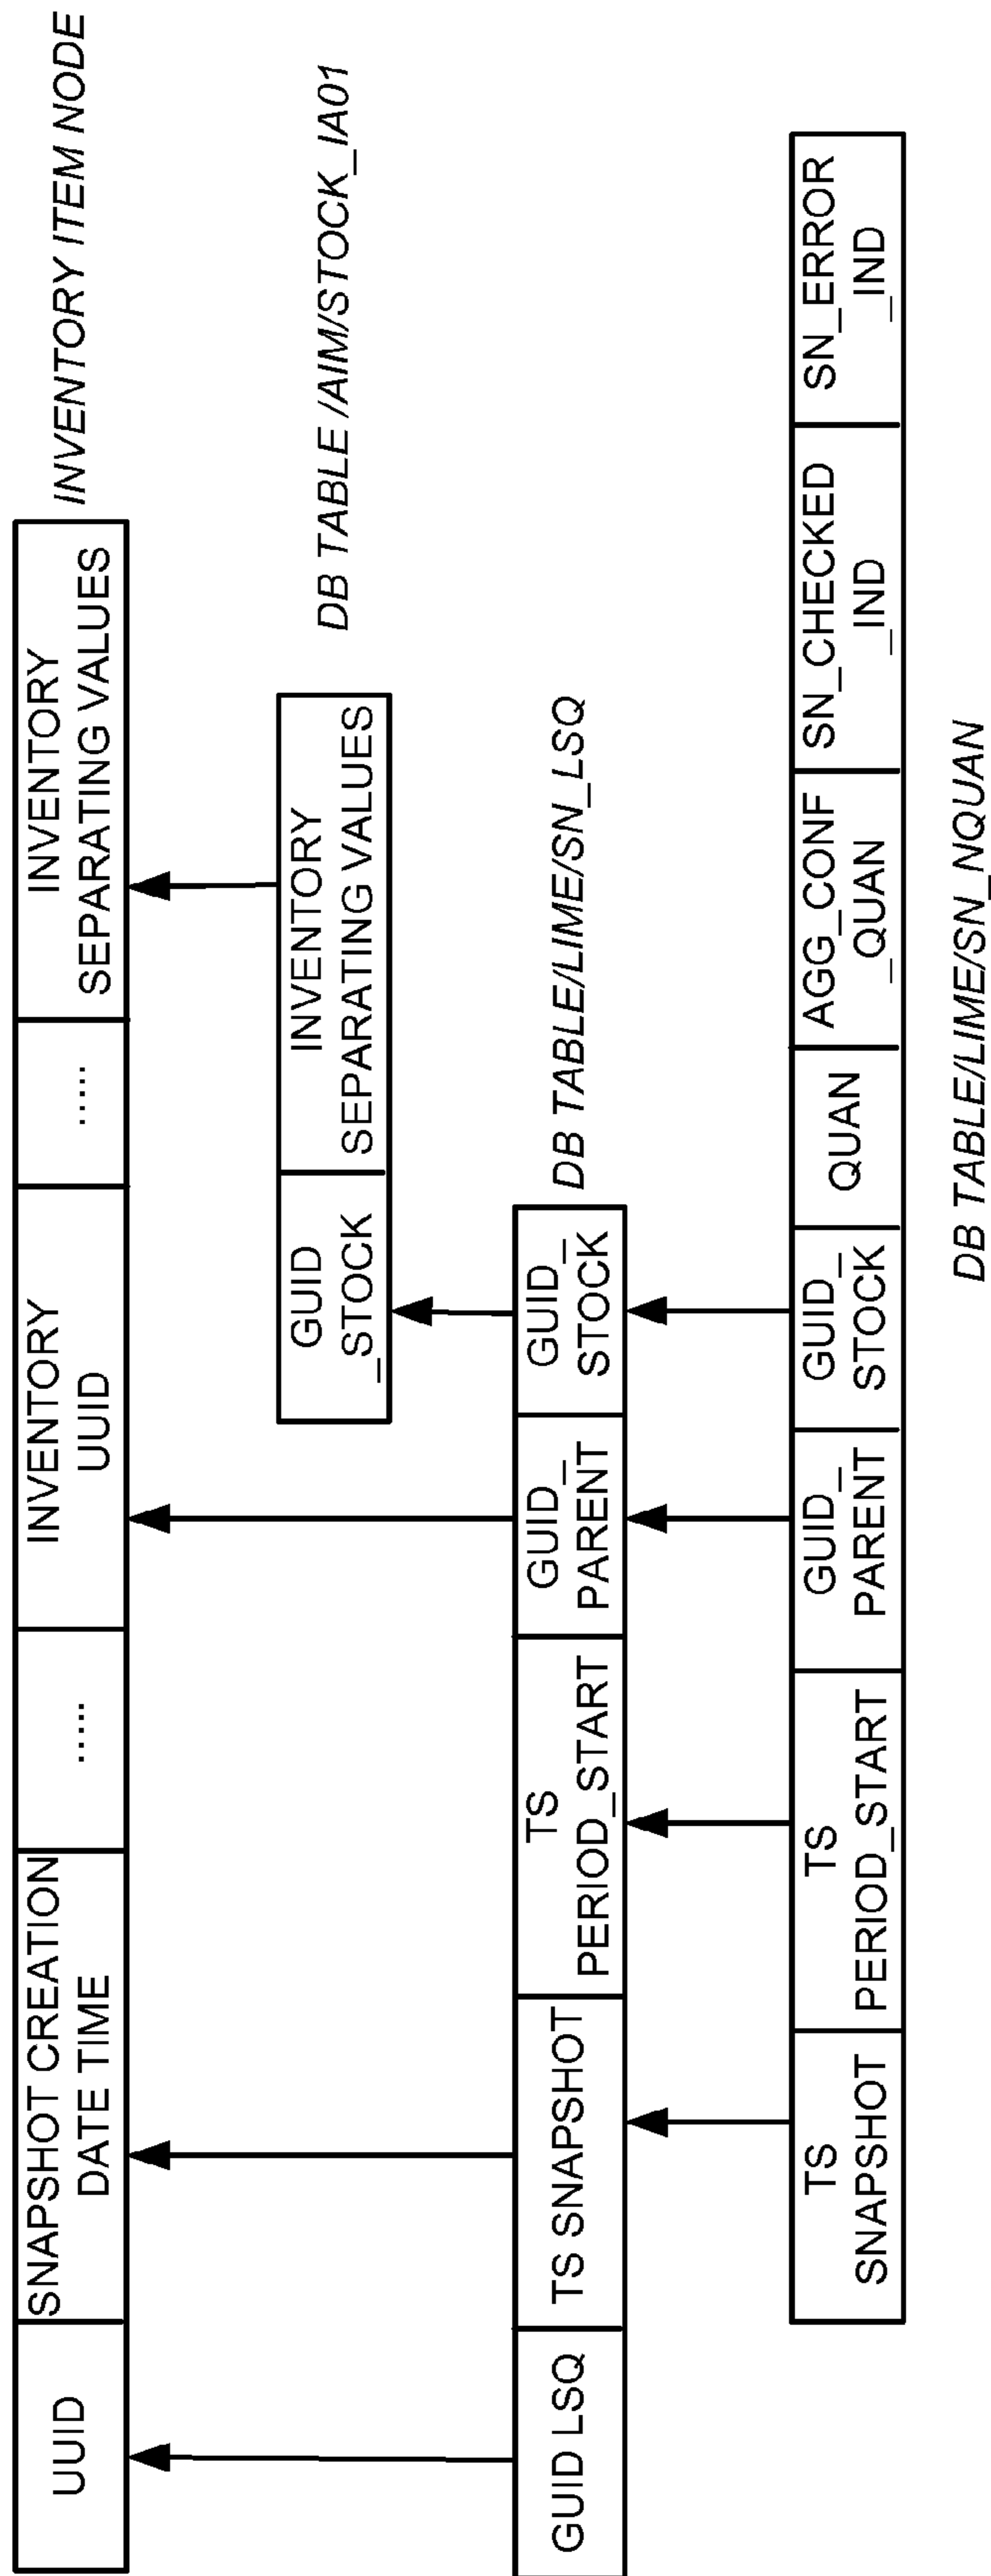 INVENTORY ITEM NODE
UUID
SNAPSHOT CREATION
DATE TIME
.....
INVENTORY
UUID
.....
INVENTORY
SEPARATING VALUES
DB TABLE /AIM/STOCK_IA01
GUID
_STOCK
INVENTORY
SEPARATING VALUES
DB TABLE/LIME/SN_LSQ
GUID LSQ
TS SNAPSHOT
TS
PERIOD_START
GUID_
PARENT
GUID_
STOCK
TS
SNAPSHOT
TS
PERIOD_START
GUID_
PARENT
GUID_
STOCK
QUAN
AGG_CONF
_QUAN
SN_CHECKED
_IND
SN_ERROR
_IND
DB TABLE/LIME/SN_NQUAN